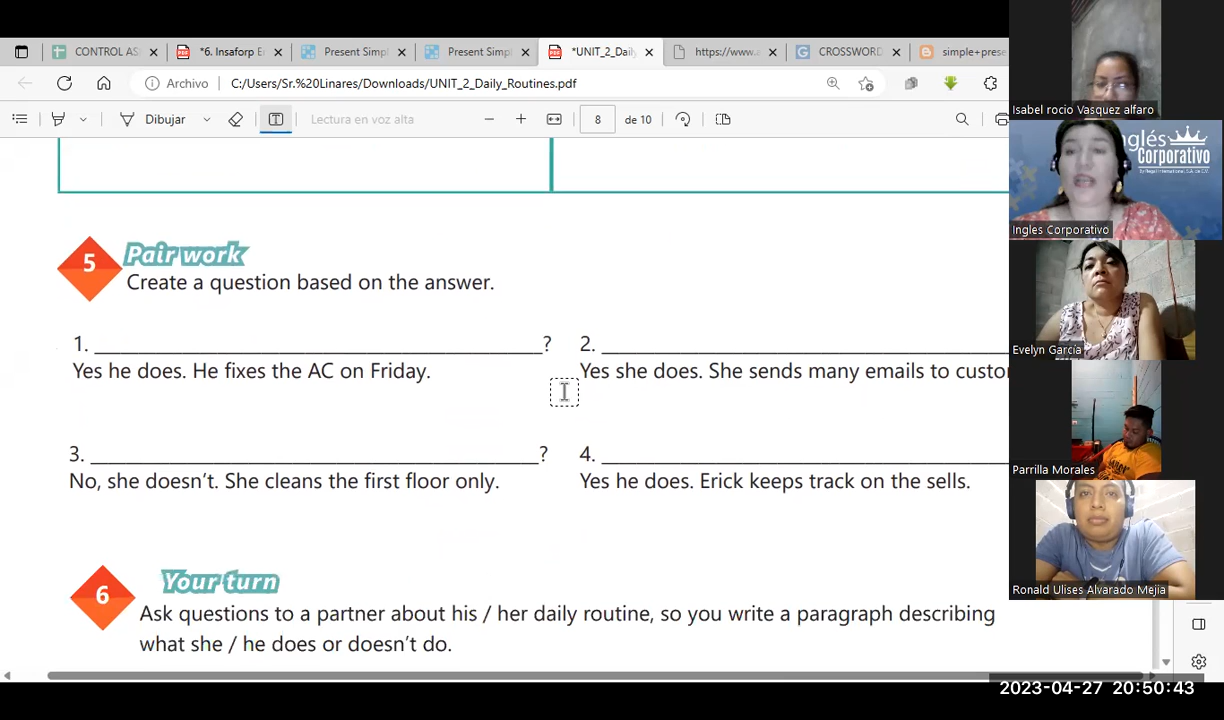 CONTROL AS
*6. Insaforp E
Present Simpl
Present Simpl
*UNIT_2_Daily
https://www.e
CROSSWORD
simple+prese
Archivo
C:/Users/Sr.%20Linares/Downloads/UNIT_2_Daily_Routines.pdf
Dibujar
Lectura en voz alta
8
de 10
5
Pair work
Create a question based on the answer.
1. ?
Yes he does. He fixes the AC on Friday.
2.
Yes she does. She sends many emails to custo
3. ?
No, she doesn't. She cleans the first floor only.
4.
Yes he does. Erick keeps track on the sells.
6
Your turn
Ask questions to a partner about his / her daily routine, so you write a paragraph describing
what she / he does or doesn't do.
Isabel rocio Vasquez alfaro
nglés
Corporativo
Ingles Corporativo
Evelyn García
Parrilla Morales
Ronald Ulises Alvarado Mejia
2023-04-27 20:50:43